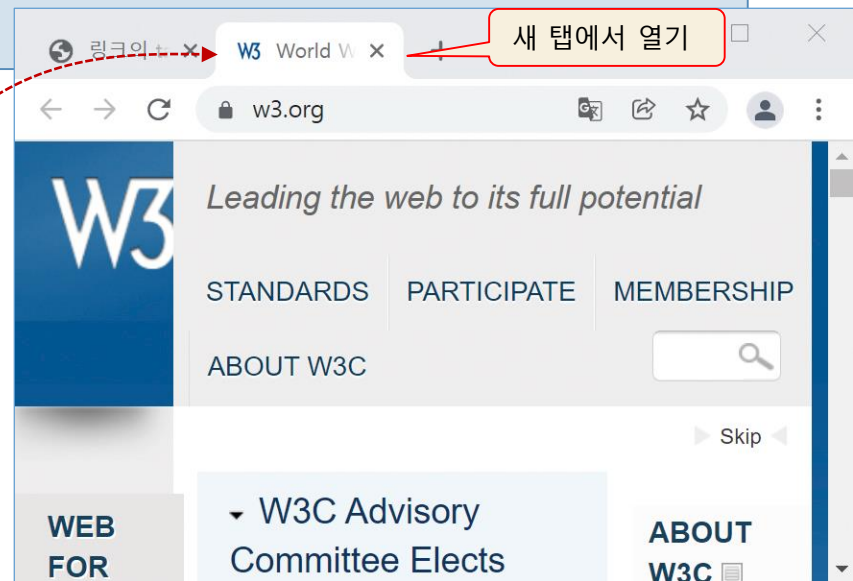 링크의 t
W3 World W
새 탭에서 열기
w3.org
W3
Leading the web to its full potential
STANDARDS PARTICIPATE MEMBERSHIP
ABOUT W3C
Skip
WEB
FOR
W3C Advisory
Committee Elects
ABOUT
W3C